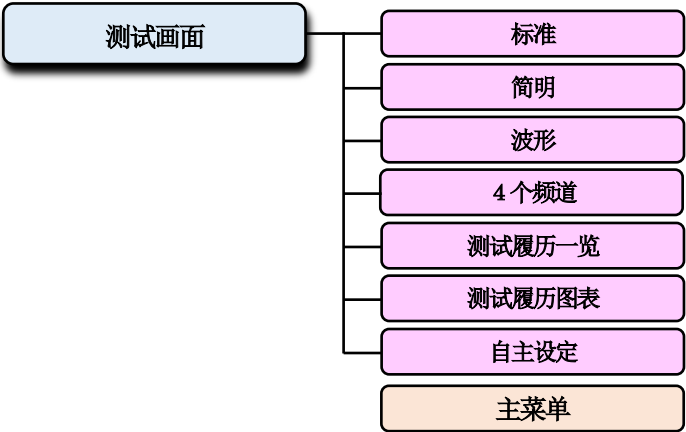 测试画面
标准
简明
波形
4 个频道
测试履历一览
测试履历图表
自主设定
主菜单